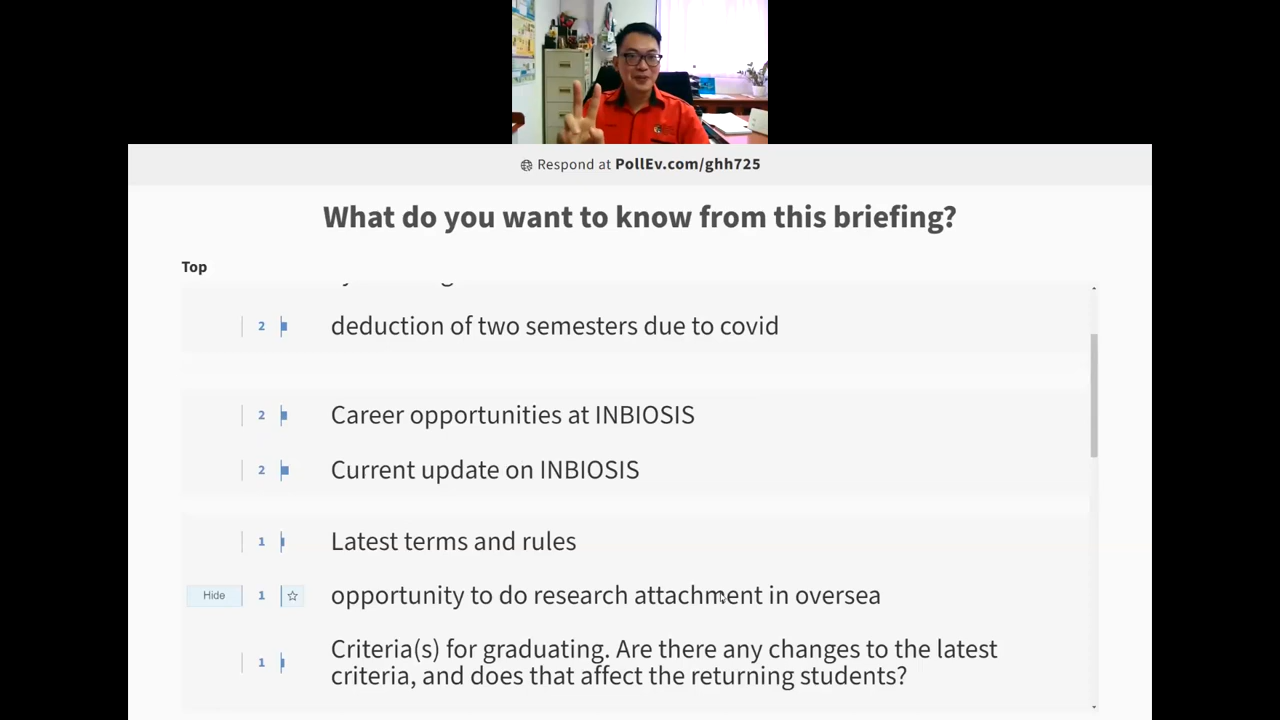 Respond at PollEv.com/ghh725
What do you want to know from this briefing?
Top
2 deduction of two semesters due to covid
2 Career opportunities at INBIOSIS
2 Current update on INBIOSIS
1 Latest terms and rules
Hide 1 opportunity to do research attachment in oversea
1 Criteria(s) for graduating. Are there any changes to the latest
criteria, and does that affect the returning students?